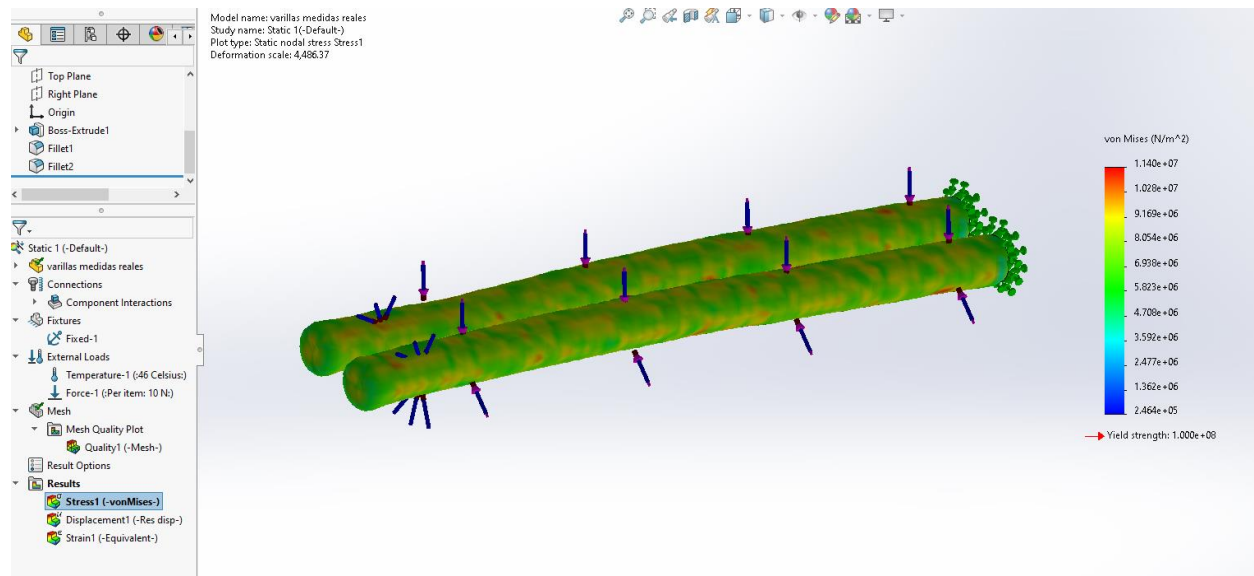 Model name: varillas medidas reales
Study name: Static 1(-Default-)
Plot type: Static nodal stress Stress1
Deformation scale: 4,486.37
Top Plane
Right Plane
Origin
Boss-Extrude1
Fillet1
Fillet2
Static 1 (-Default-)
varillas medidas reales
Connections
Component Interactions
Fixtures
Fixed-1
External Loads
Temperature-1 (:46 Celsius:)
Force-1 (:Per item: 10 N:)
Mesh
Mesh Quality Plot
Quality1 (-Mesh-)
Result Options
Results
Stress1 (-vonMises-)
Displacement1 (-Res disp-)
Strain1 (-Equivalent-)
von Mises (N/m^2)
1.140e+07
1.028e+07
9.169e+06
8.054e+06
6.938e+06
5.823e+06
4.708e+06
3.592e+06
2.477e+06
1.362e+06
2.464e+05
Yield strength: 1.000e+08